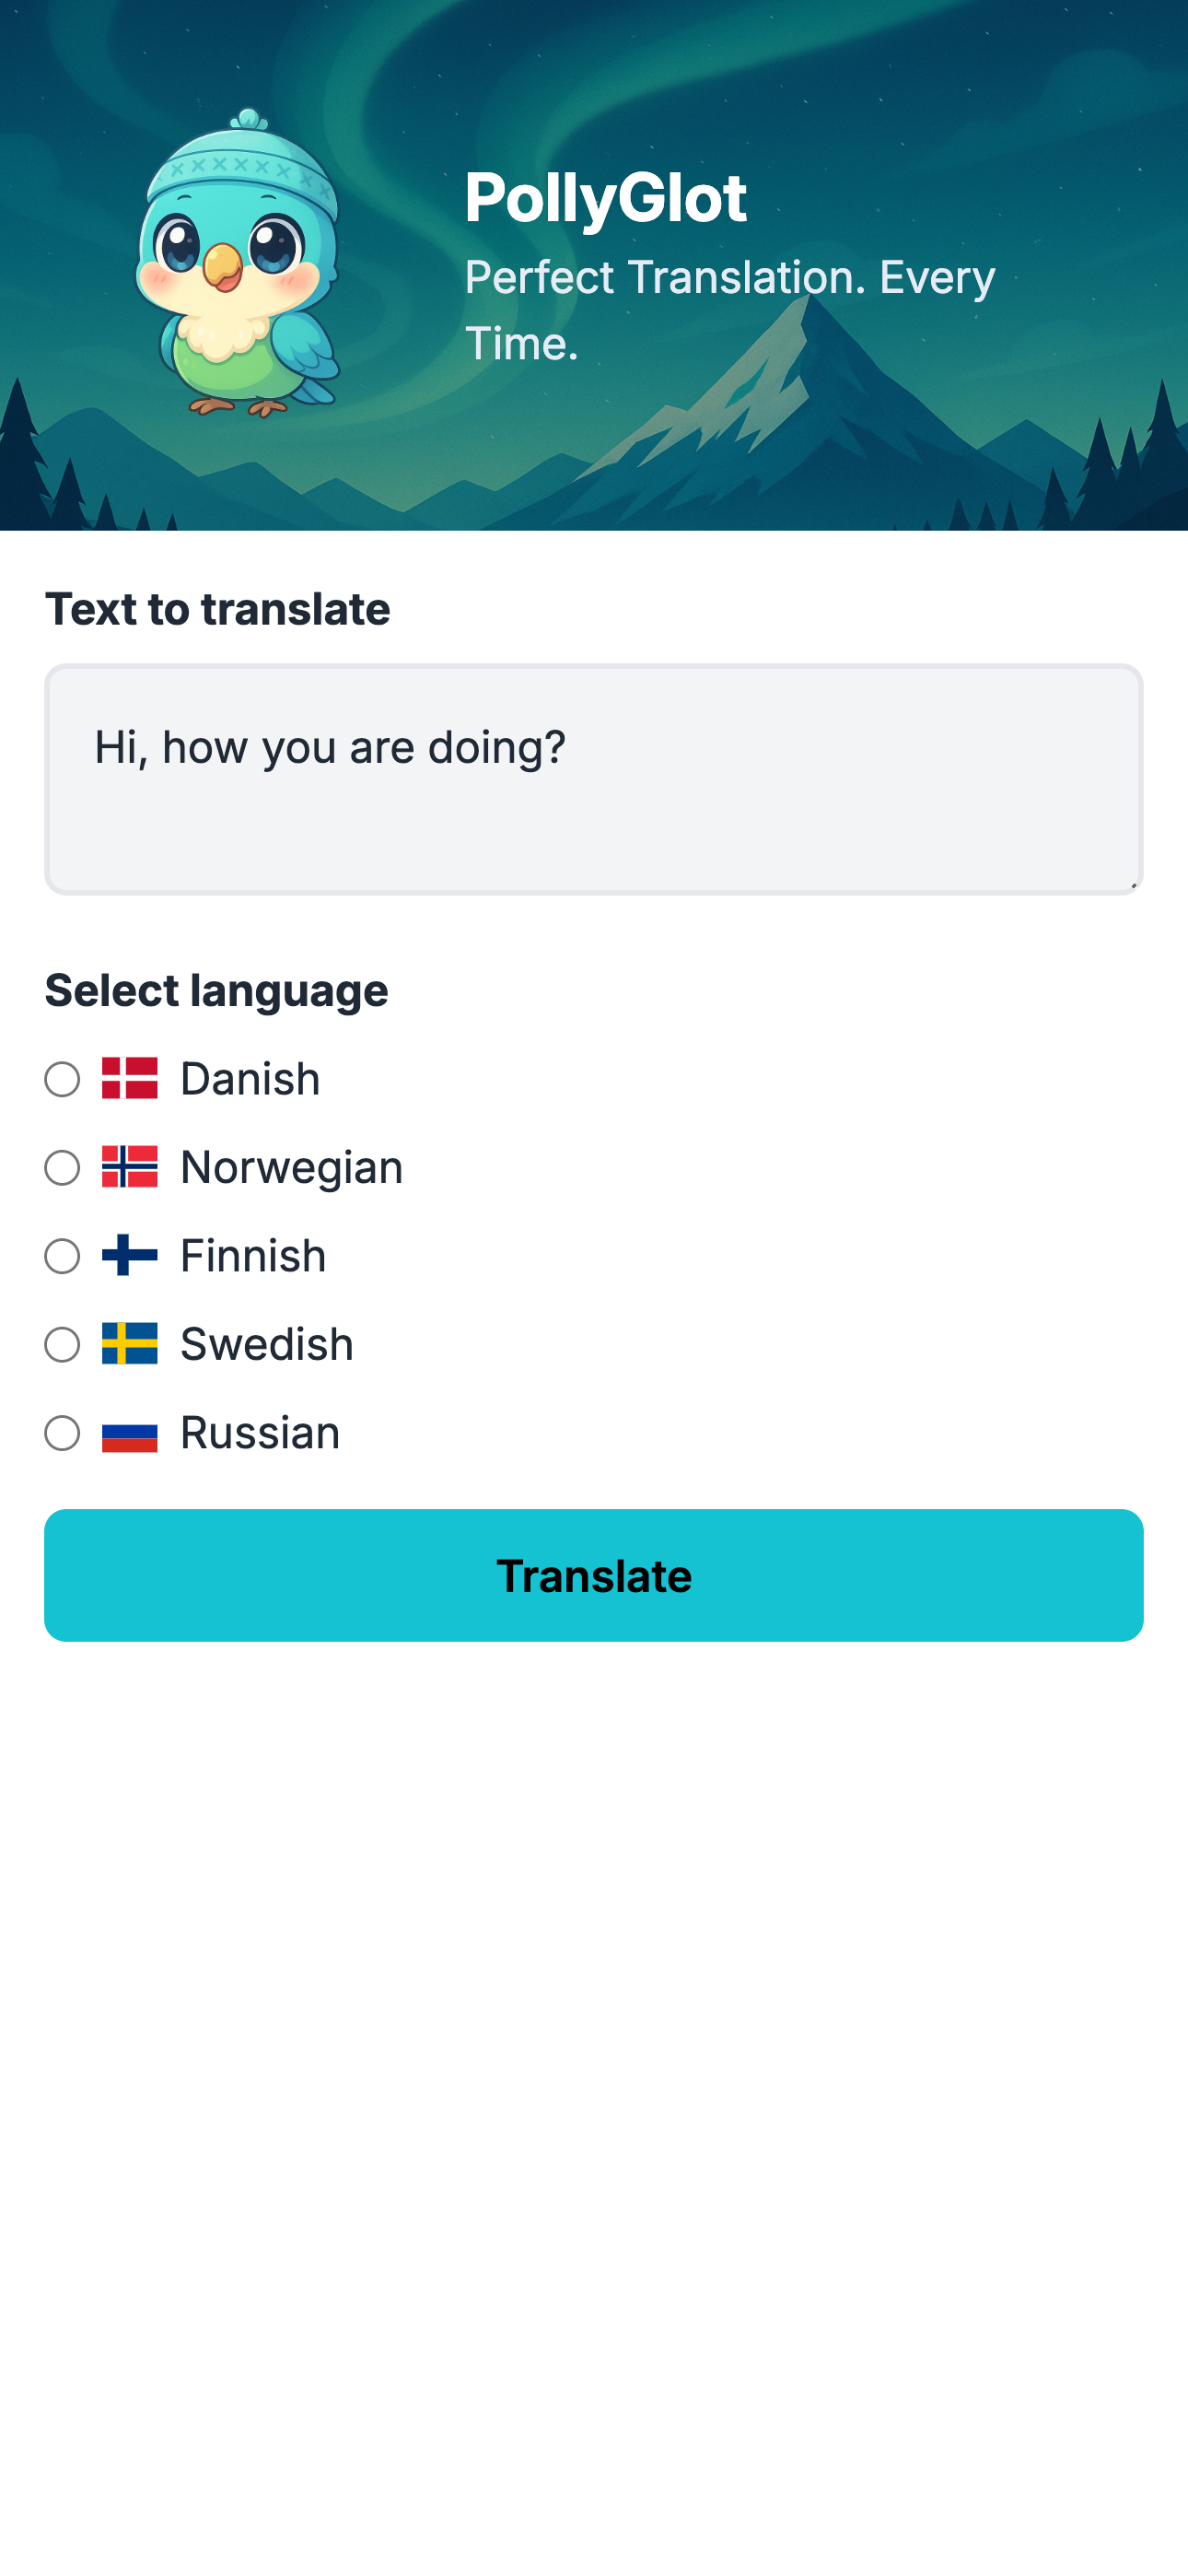 PollyGlot
Perfect Translation. Every
Time.
Text to translate
Hi, how you are doing?
Select language
Danish
Norwegian
Finnish
Swedish
Russian
Translate